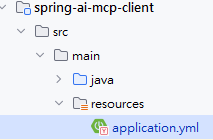 spring-ai-mcp-client
src
main
java
resources
application.yml